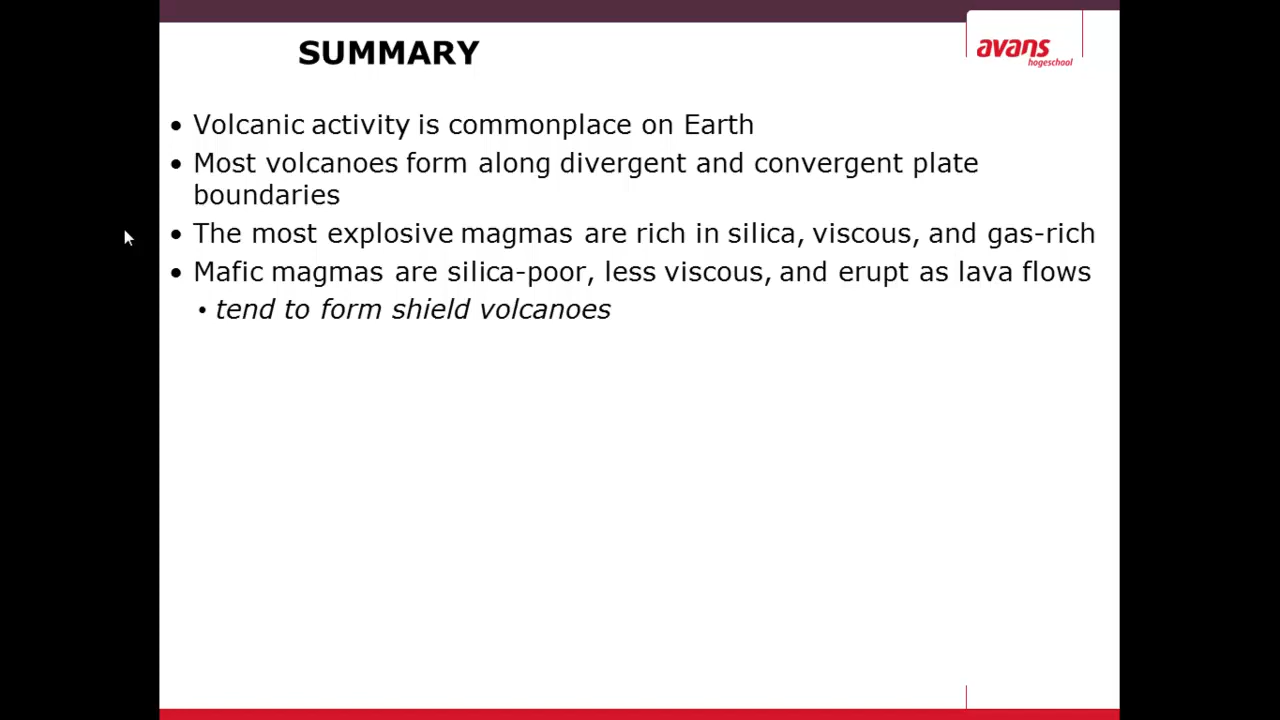 SUMMARY
avans
hogeschool
• Volcanic activity is commonplace on Earth
• Most volcanoes form along divergent and convergent plate
boundaries
• The most explosive magmas are rich in silica, viscous, and gas-rich
• Mafic magmas are silica-poor, less viscous, and erupt as lava flows
• tend to form shield volcanoes